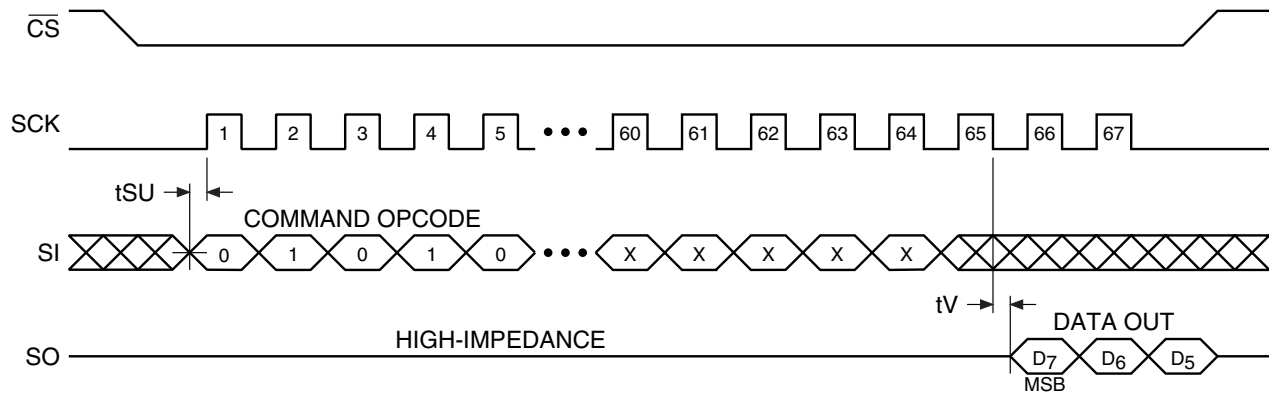 CS
SCK 1 2 3 4 5 ••• 60 61 62 63 64 65 66 67
tSU
COMMAND OPCODE
SI 0 1 0 1 0 ••• X X X X X
tV
HIGH-IMPEDANCE
DATA OUT
SO D7 D6 D5
MSB